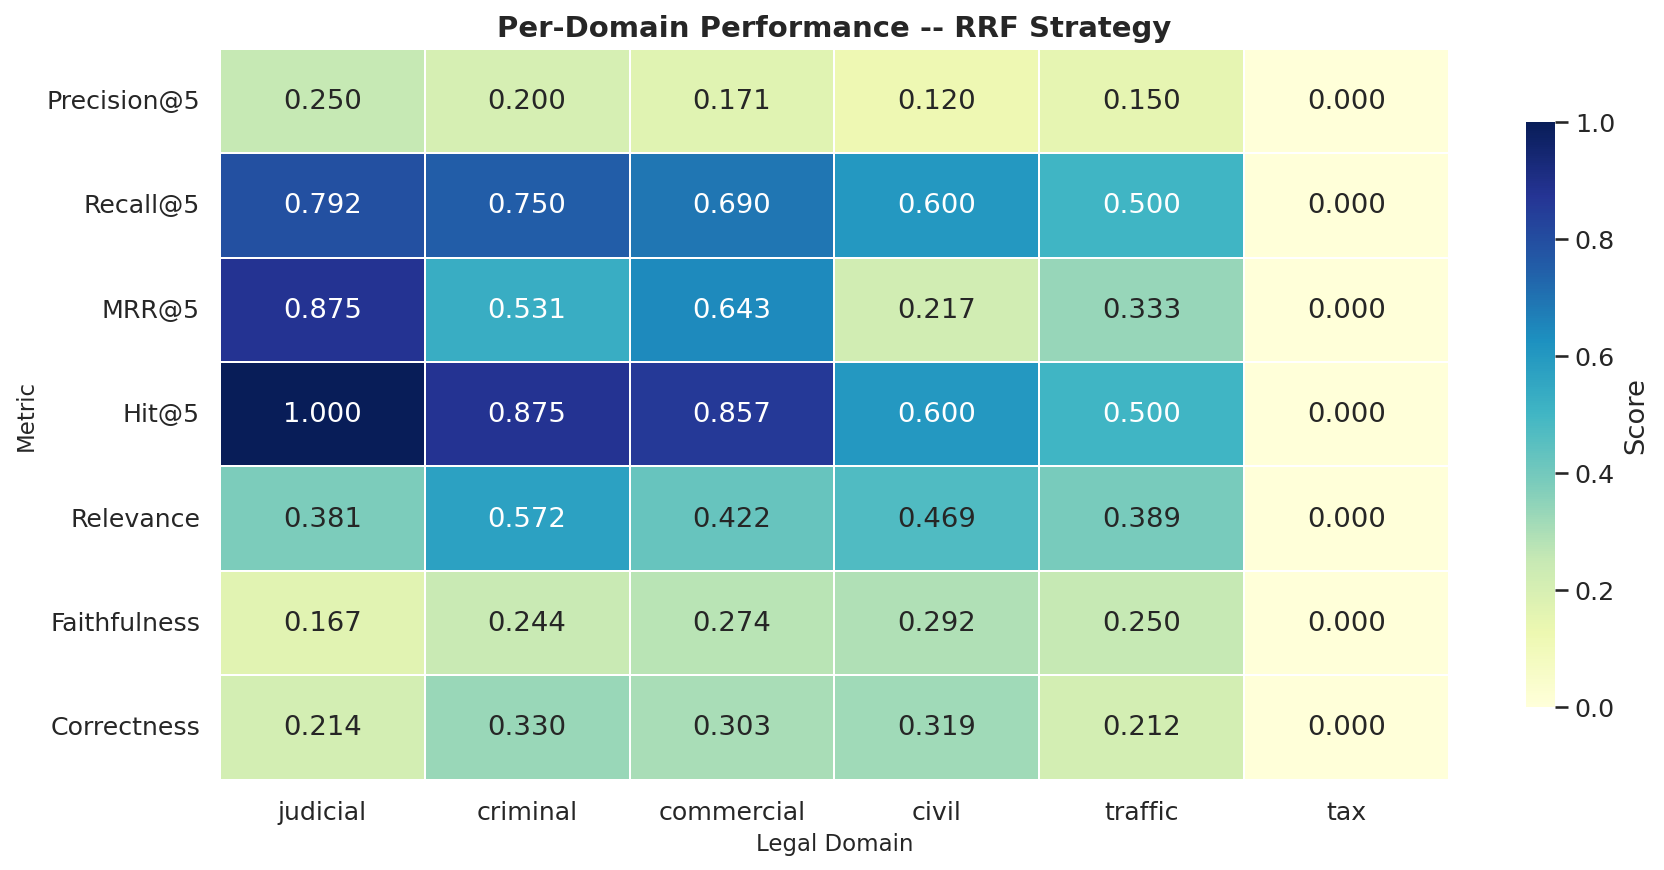 Per-Domain Performance -- RRF Strategy
Precision@5 0.250 0.200 0.171 0.120 0.150 0.000
Recall@5 0.792 0.750 0.690 0.600 0.500 0.000
MRR@5 0.875 0.531 0.643 0.217 0.333 0.000
Hit@5 1.000 0.875 0.857 0.600 0.500 0.000
Relevance 0.381 0.572 0.422 0.469 0.389 0.000
Faithfulness 0.167 0.244 0.274 0.292 0.250 0.000
Correctness 0.214 0.330 0.303 0.319 0.212 0.000
judicial criminal commercial civil traffic tax
Legal Domain
Metric
1.0
0.8
0.6
0.4
0.2
0.0
Score